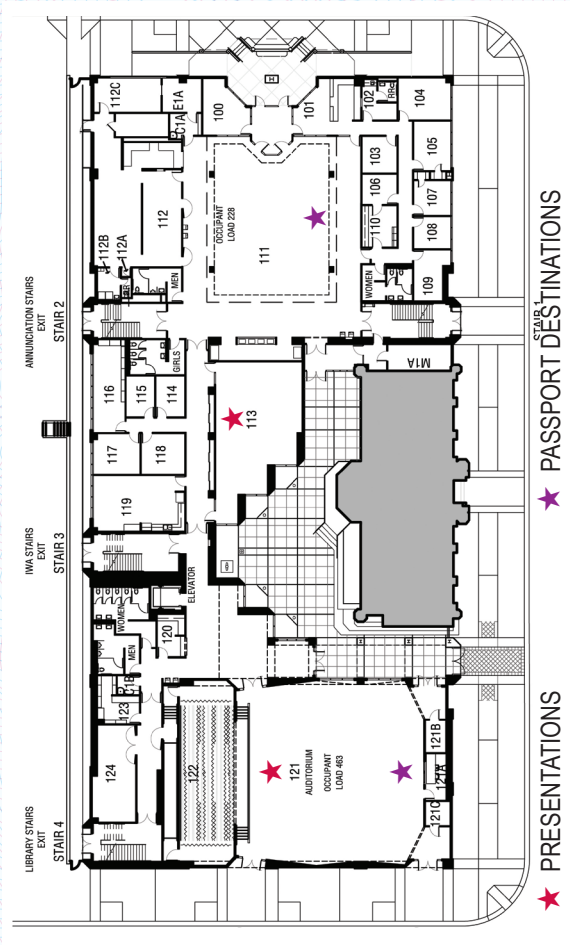 ANNUNCIATION STAIRS
EXIT
STAIR 2
IWA STAIRS
EXIT
STAIR 3
LIBRARY STAIRS
EXIT
STAIR 4
STAIR 1
112C
E1A
C1A
100
101
102
RR
104
103
105
106
107
108
110
109
WOMEN
112
112B
112A
MEN
OCCUPANT
LOAD 228
111
116
115
114
GIRLS
117
118
119
113
M1A
ELEVATOR
WOMEN
MEN
120
C1B
123
124
122
121
AUDITORIUM
OCCUPANT
LOAD 463
121B
121A
121C
PRESENTATIONS
PASSPORT DESTINATIONS